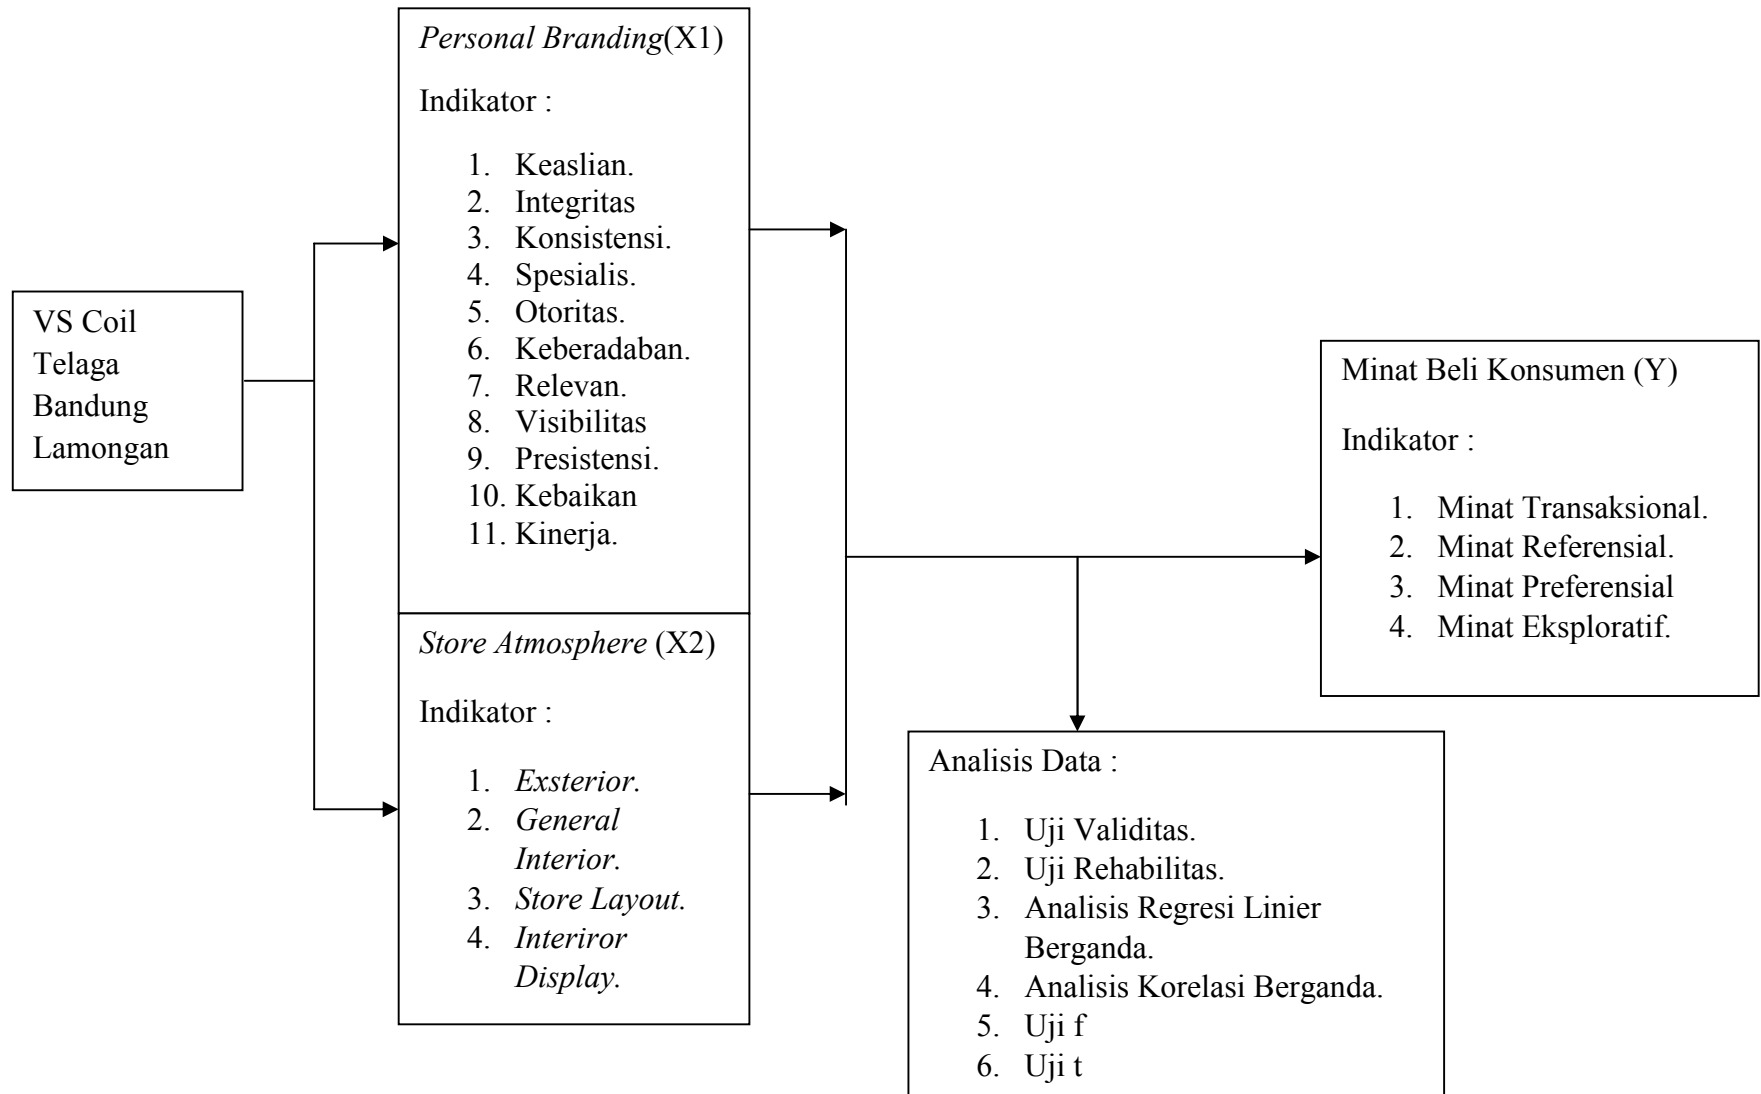 VS Coil
Telaga
Bandung
Lamongan
Personal Branding(X1)
Indikator :
1. Keaslian.
2. Integritas
3. Konsistensi.
4. Spesialis.
5. Otoritas.
6. Keberadaban.
7. Relevan.
8. Visibilitas
9. Presistensi.
10. Kebaikan
11. Kinerja.
Store Atmosphere (X2)
Indikator :
1. Exsterior.
2. General
Interior.
3. Store Layout.
4. Interiror
Display.
Minat Beli Konsumen (Y)
Indikator :
1. Minat Transaksional.
2. Minat Referensial.
3. Minat Preferensial
4. Minat Eksploratif.
Analisis Data :
1. Uji Validitas.
2. Uji Rehabilitas.
3. Analisis Regresi Linier
Berganda.
4. Analisis Korelasi Berganda.
5. Uji f
6. Uji t